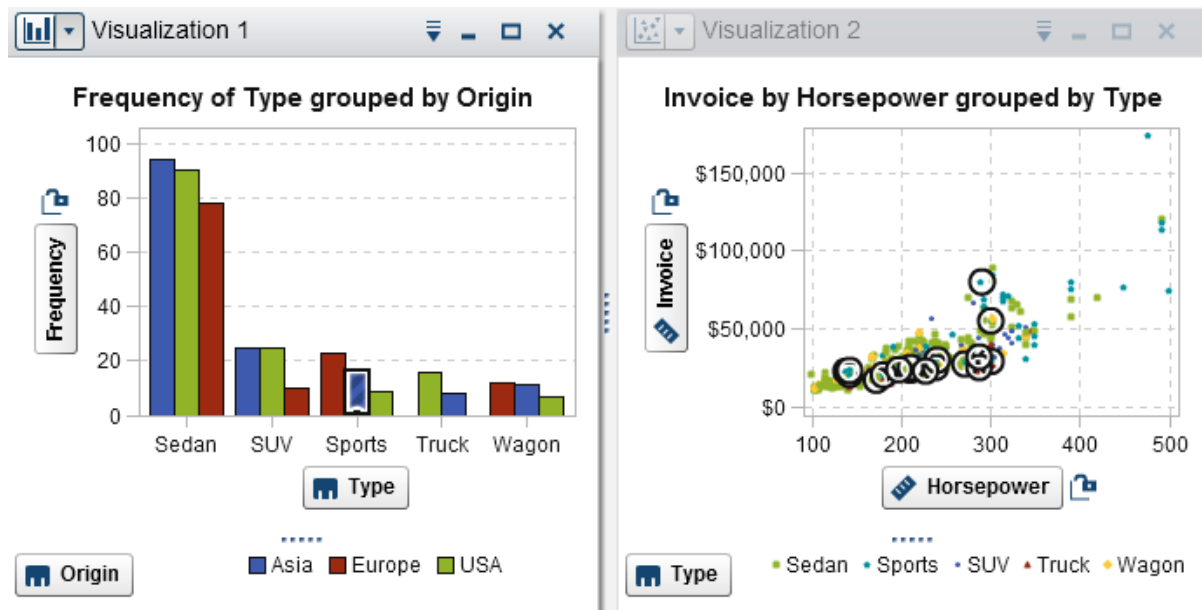 Visualization 1
Frequency of Type grouped by Origin
100
80
60
40
20
0
Frequency
Sedan SUV Sports Truck Wagon
Type
Origin
Asia Europe USA
Visualization 2
Invoice by Horsepower grouped by Type
$150,000
$100,000
$50,000
$0
Invoice
100 200 300 400 500
Horsepower
Type
Sedan Sports SUV Truck Wagon